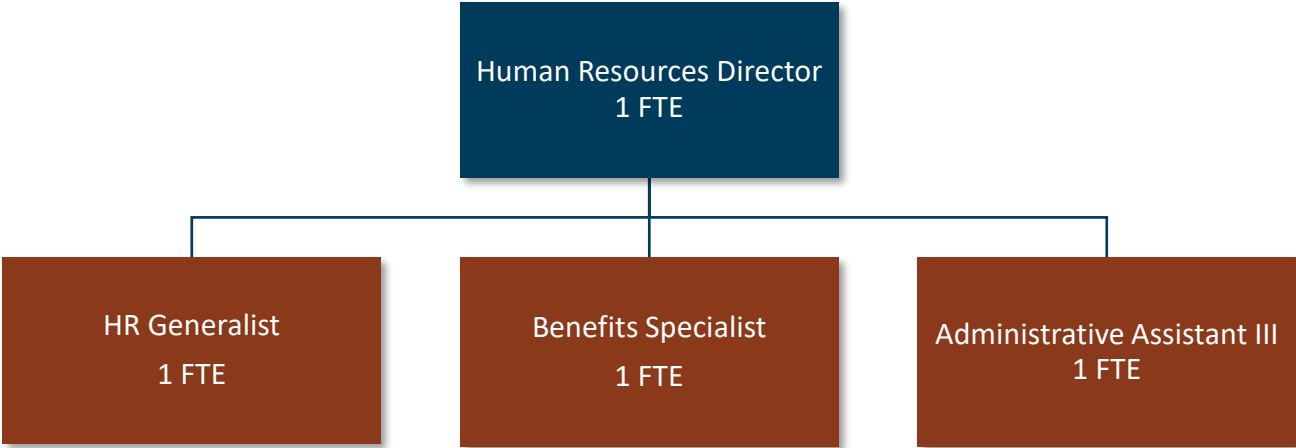 Human Resources Director
1 FTE
HR Generalist
1 FTE
Benefits Specialist
1 FTE
Administrative Assistant III
1 FTE